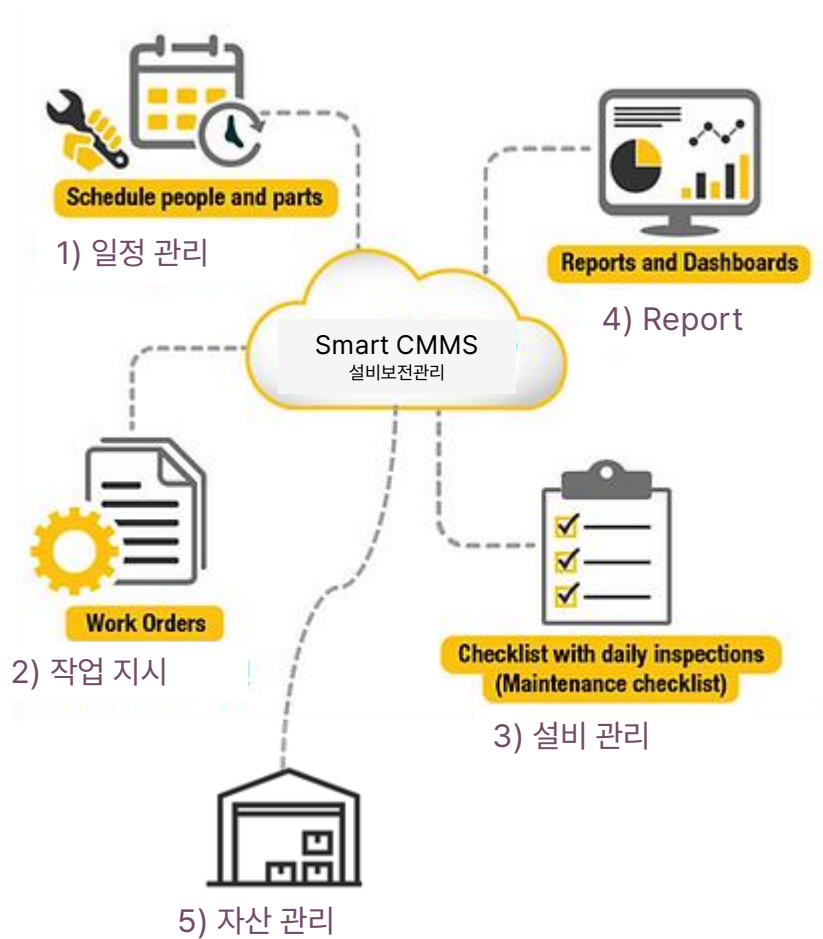 Schedule people and parts
1) 일정 관리
Reports and Dashboards
4) Report
Smart CMMS
설비보전관리
Work Orders
2) 작업 지시
Checklist with daily inspections
(Maintenance checklist)
3) 설비 관리
5) 자산 관리